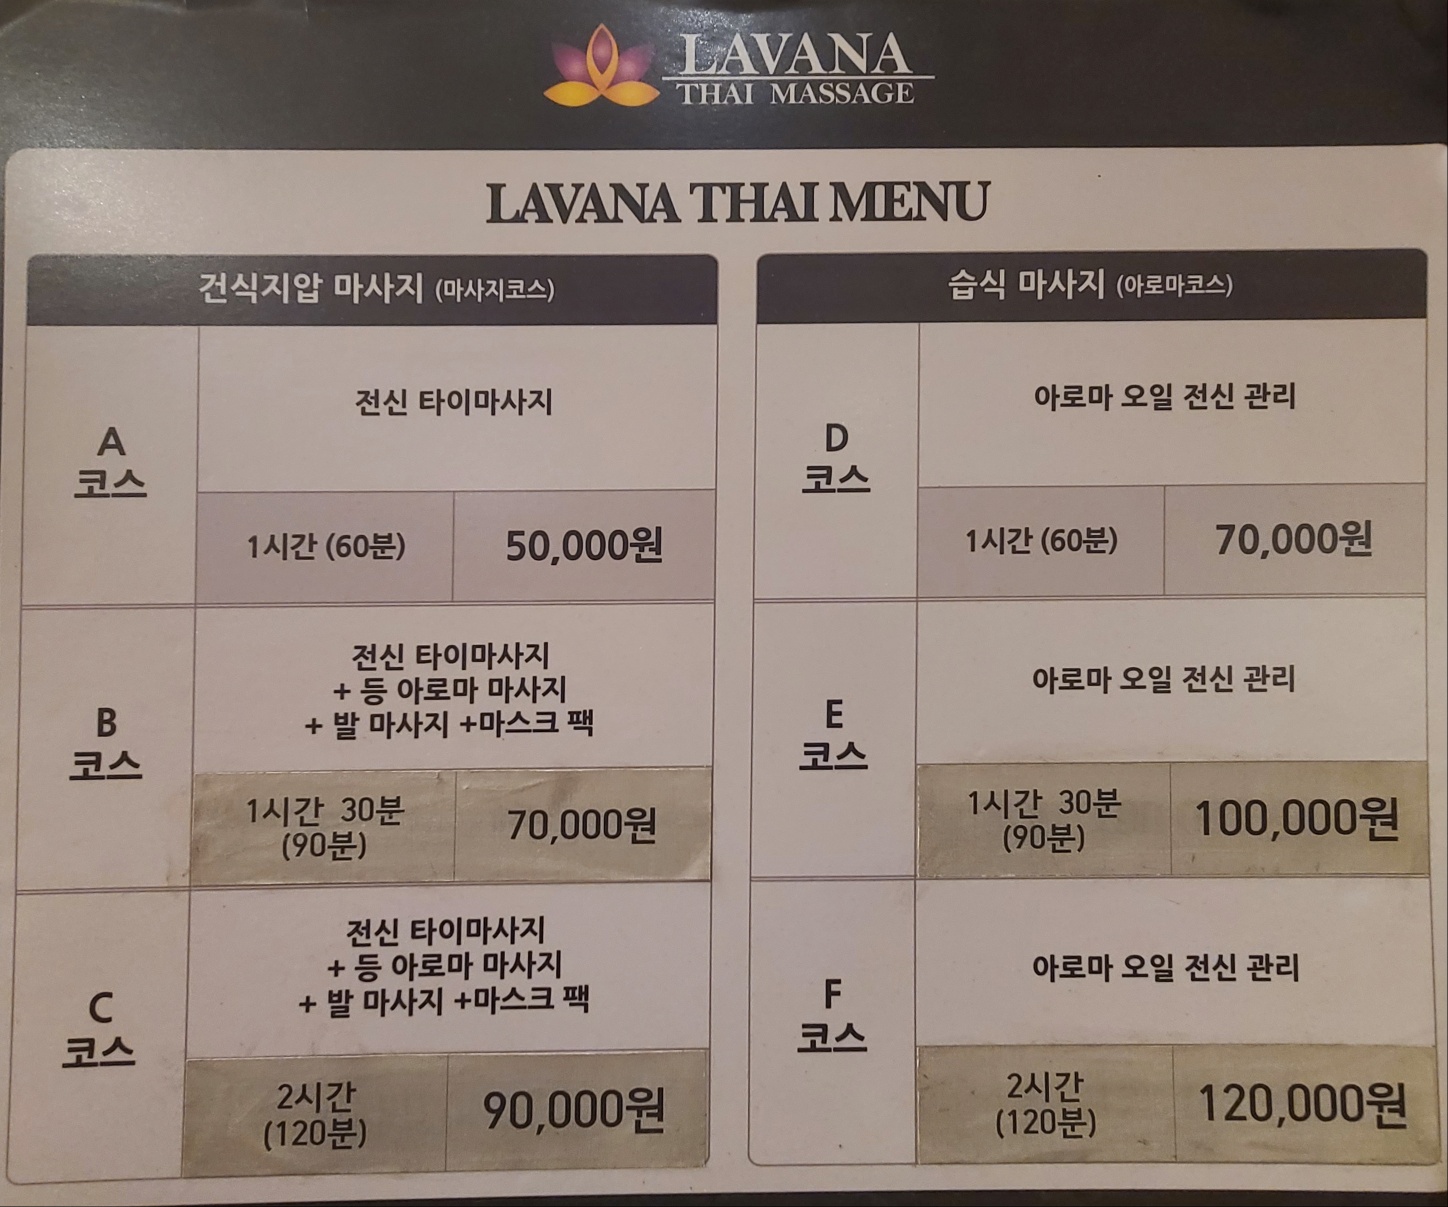 LAVANA
THAI MASSAGE
LAVANA THAI MENU
건식지압 마사지 (마사지코스)
A
코스
전신 타이마사지
1시간 (60분)
50,000원
B
코스
전신 타이마사지
+ 등 아로마 마사지
+ 발 마사지 +마스크 팩
1시간 30분
(90분)
70,000원
C
코스
전신 타이마사지
+ 등 아로마 마사지
+ 발 마사지 +마스크 팩
2시간
(120분)
90,000원
습식 마사지 (아로마코스)
D
코스
아로마 오일 전신 관리
1시간 (60분)
70,000원
E
코스
아로마 오일 전신 관리
1시간 30분
(90분)
100,000원
F
코스
아로마 오일 전신 관리
2시간
(120분)
120,000원